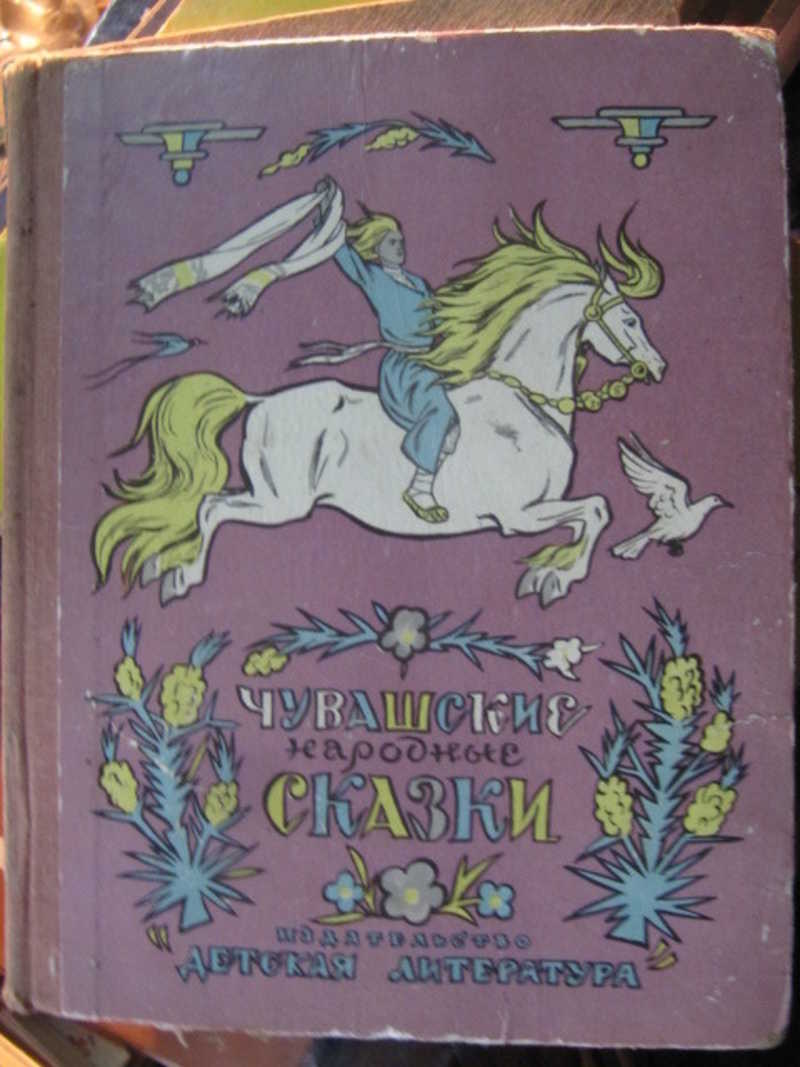 ЧУВАШСКИЕ
народные
СКАЗКИ
ИЗДАТЕЛЬСТВО
"ДЕТСКАЯ ЛИТЕРАТУРА"